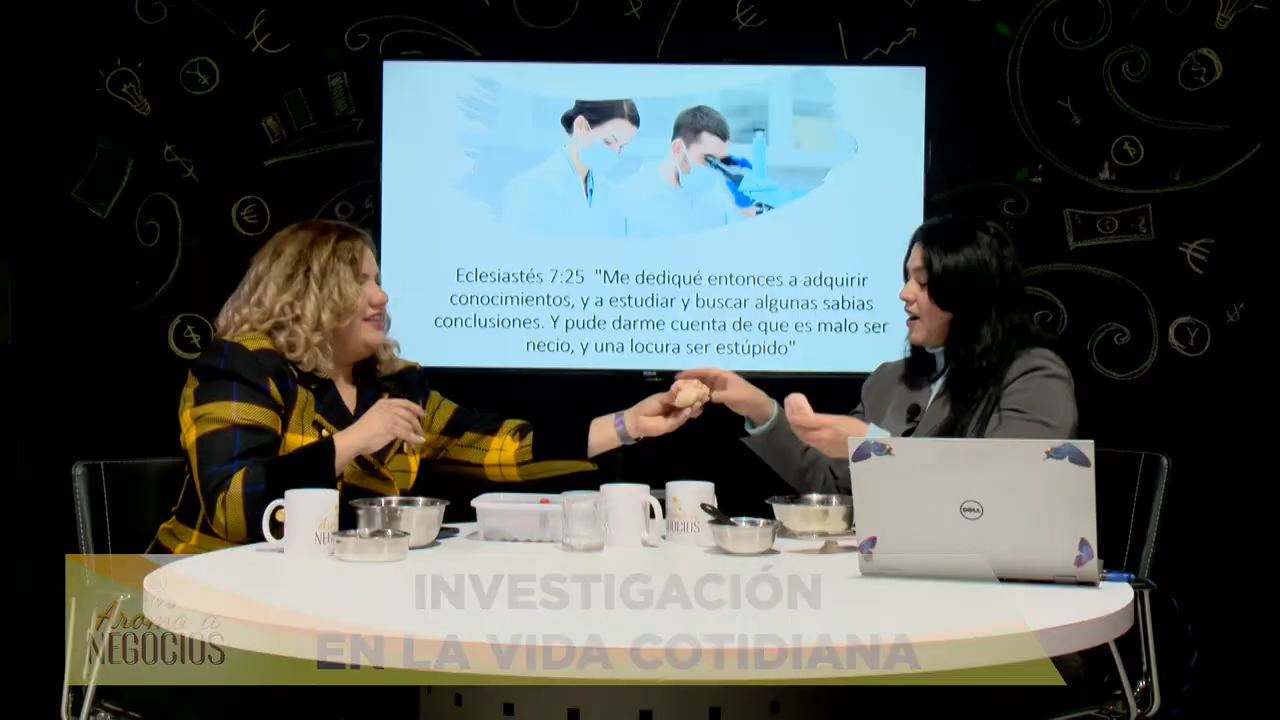 Eclesiastés 7:25 "Me dediqué entonces a adquirir
conocimientos, y a estudiar y buscar algunas sabias
conclusiones. Y pude darme cuenta de que es malo ser
necio, y una locura ser estúpido"
NEGOCIOS
DELL
INVESTIGACIÓN
EN LA VIDA COTIDIANA
Aroma a
NEGOCIOS